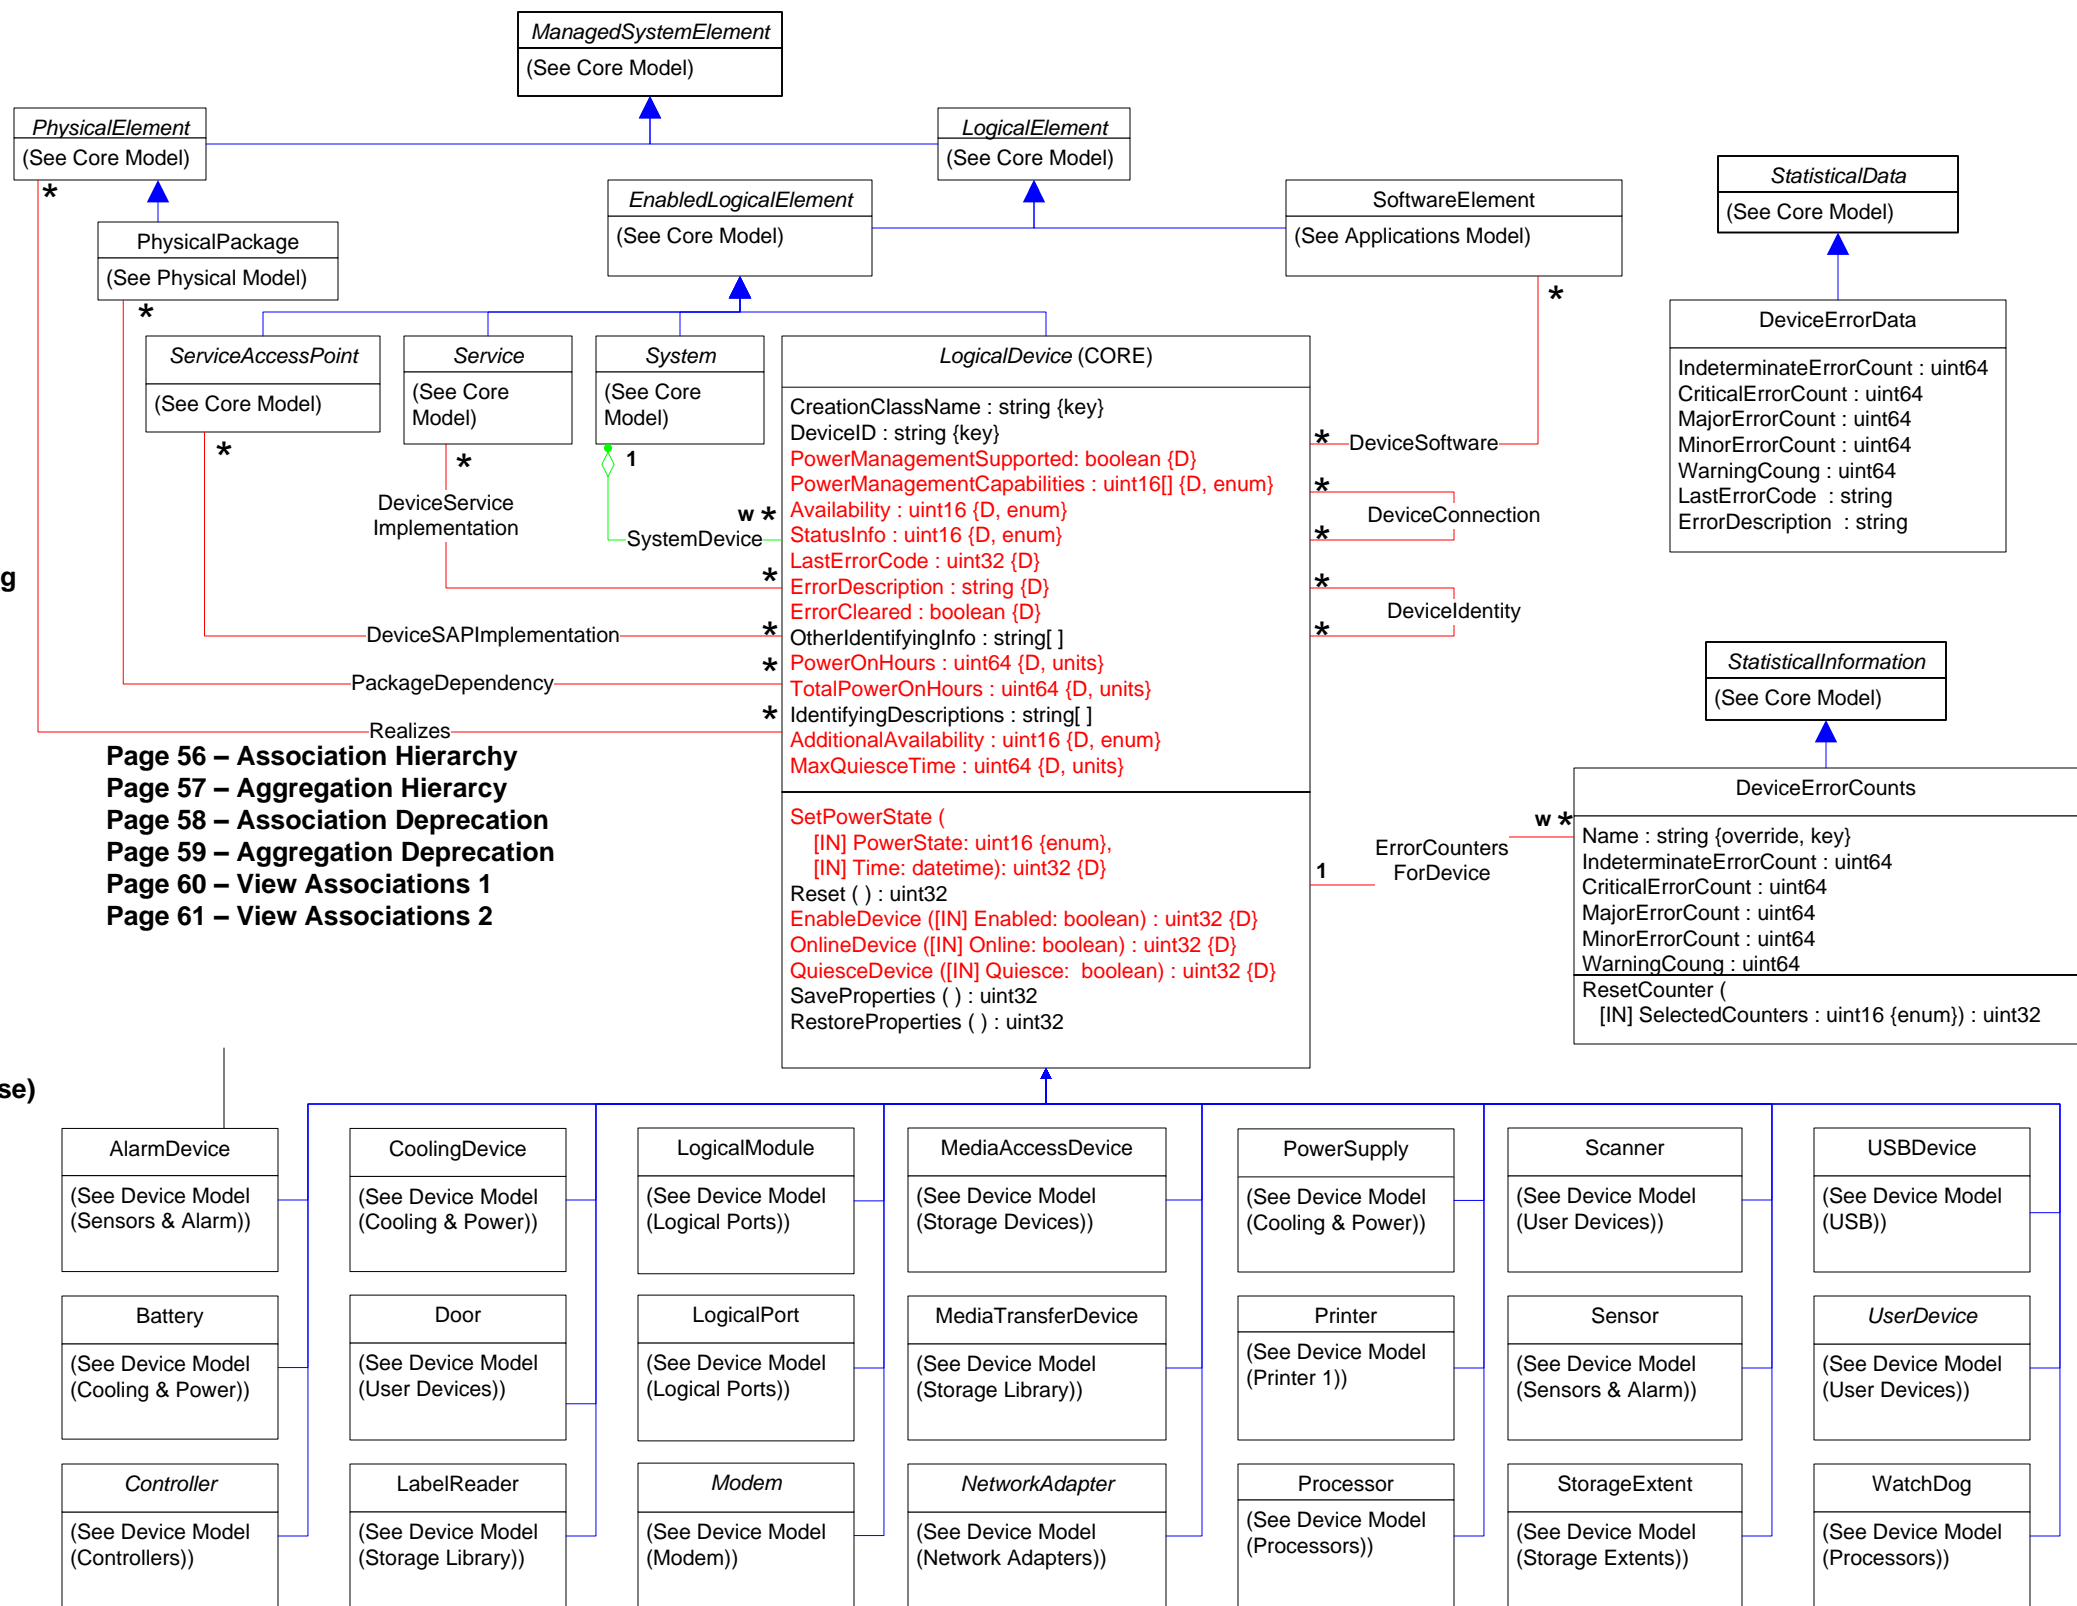 ManagedSystemElement
(See Core Model)
PhysicalElement
(See Core Model)
*
LogicalElement
(See Core Model)
PhysicalPackage
(See Physical Model)
*
EnabledLogicalElement
(See Core Model)
SoftwareElement
(See Applications Model)
*
StatisticalData
(See Core Model)
DeviceErrorData
IndeterminateErrorCount : uint64
CriticalErrorCount : uint64
MajorErrorCount : uint64
MinorErrorCount : uint64
WarningCoung : uint64
LastErrorCode : string
ErrorDescription : string
ServiceAccessPoint
(See Core Model)
*
Service
(See Core
Model)
*
System
(See Core
Model)
1
LogicalDevice (CORE)
CreationClassName : string {key}
DeviceID : string {key}
PowerManagementSupported: boolean {D}
PowerManagementCapabilities : uint16[] {D, enum}
Availability : uint16 {D, enum}
StatusInfo : uint16 {D, enum}
LastErrorCode : uint32 {D}
ErrorDescription : string {D}
ErrorCleared : boolean {D}
OtherIdentifyingInfo : string[ ]
PowerOnHours : uint64 {D, units}
TotalPowerOnHours : uint64 {D, units}
IdentifyingDescriptions : string[ ]
AdditionalAvailability : uint16 {D, enum}
MaxQuiesceTime : uint64 {D, units}
SetPowerState (
[IN] PowerState: uint16 {enum},
[IN] Time: datetime): uint32 {D}
Reset ( ) : uint32
EnableDevice ([IN] Enabled: boolean) : uint32 {D}
OnlineDevice ([IN] Online: boolean) : uint32 {D}
QuiesceDevice ([IN] Quiesce: boolean) : uint32 {D}
SaveProperties ( ) : uint32
RestoreProperties ( ) : uint32
DeviceService
Implementation
*
w *
SystemDevice
DeviceSAPImplementation
*
PackageDependency
*
Realizes
*
* DeviceSoftware
*
DeviceConnection
*
*
DeviceIdentity
*
g
Page 56 – Association Hierarchy
Page 57 – Aggregation Hierarcy
Page 58 – Association Deprecation
Page 59 – Aggregation Deprecation
Page 60 – View Associations 1
Page 61 – View Associations 2
StatisticalInformation
(See Core Model)
1
ErrorCounters
ForDevice
w *
DeviceErrorCounts
Name : string {override, key}
IndeterminateErrorCount : uint64
CriticalErrorCount : uint64
MajorErrorCount : uint64
MinorErrorCount : uint64
WarningCoung : uint64
ResetCounter (
[IN] SelectedCounters : uint16 {enum}) : uint32
se)
AlarmDevice
(See Device Model
(Sensors & Alarm))
CoolingDevice
(See Device Model
(Cooling & Power))
LogicalModule
(See Device Model
(Logical Ports))
MediaAccessDevice
(See Device Model
(Storage Devices))
PowerSupply
(See Device Model
(Cooling & Power))
Scanner
(See Device Model
(User Devices))
USBDevice
(See Device Model
(USB))
Battery
(See Device Model
(Cooling & Power))
Door
(See Device Model
(User Devices))
LogicalPort
(See Device Model
(Logical Ports))
MediaTransferDevice
(See Device Model
(Storage Library))
Printer
(See Device Model
(Printer 1))
Sensor
(See Device Model
(Sensors & Alarm))
UserDevice
(See Device Model
(User Devices))
Controller
(See Device Model
(Controllers))
LabelReader
(See Device Model
(Storage Library))
Modem
(See Device Model
(Modem))
NetworkAdapter
(See Device Model
(Network Adapters))
Processor
(See Device Model
(Processors))
StorageExtent
(See Device Model
(Storage Extents))
WatchDog
(See Device Model
(Processors))